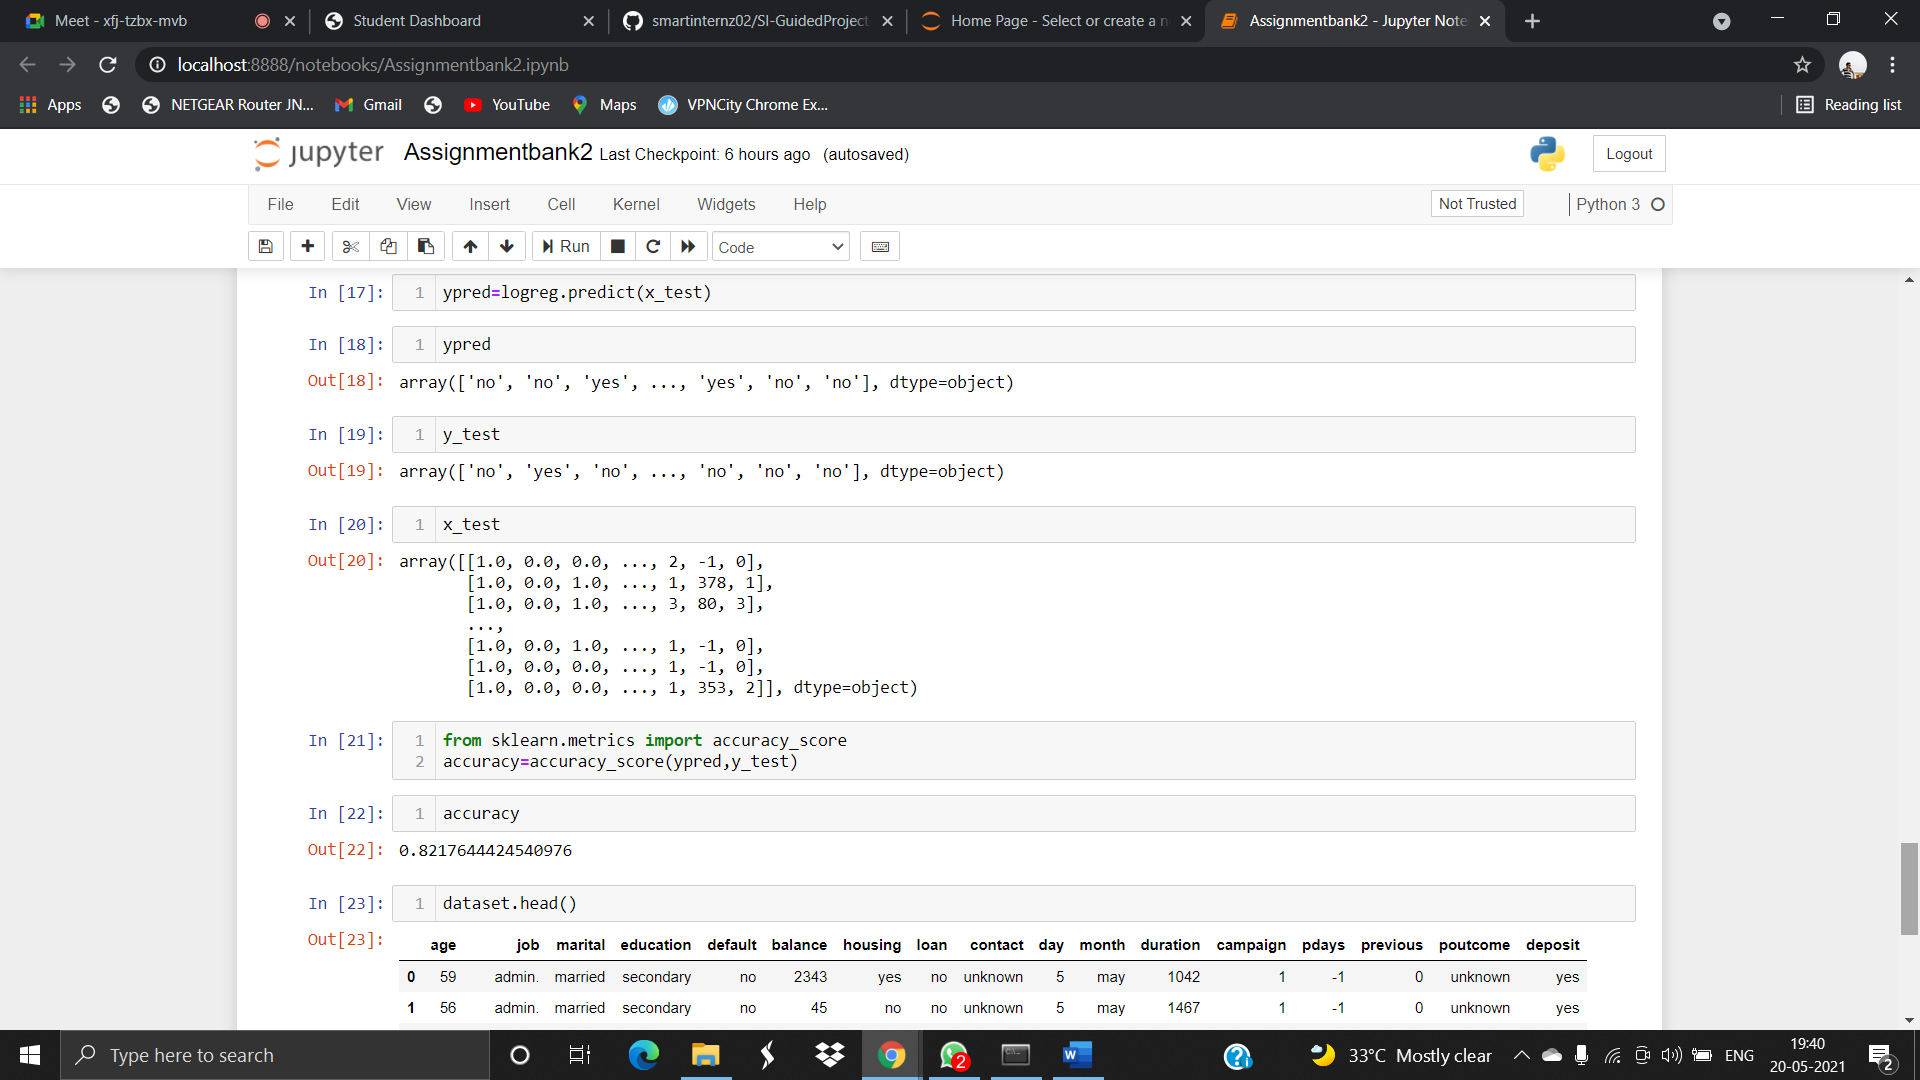 Meet - xfj-tzbx-mvb
Student Dashboard
smartinternz02/SI-GuidedProject
Home Page - Select or create a n
Assignmentbank2 - Jupyter Note
localhost:8888/notebooks/Assignmentbank2.ipynb
Apps
NETGEAR Router JN...
Gmail
YouTube
Maps
VPNCity Chrome Ex...
Reading list
jupyter Assignmentbank2 Last Checkpoint: 6 hours ago (autosaved)
Logout
File Edit View Insert Cell Kernel Widgets Help
Not Trusted
Python 3
Run
Code
In [17]: 1 ypred=logreg.predict(x_test)
In [18]: 1 ypred
Out[18]: array(['no', 'no', 'yes', ..., 'yes', 'no', 'no'], dtype=object)
In [19]: 1 y_test
Out[19]: array(['no', 'yes', 'no', ..., 'no', 'no', 'no'], dtype=object)
In [20]: 1 x_test
Out[20]: array([[1.0, 0.0, 0.0, ..., 2, -1, 0],
[1.0, 0.0, 1.0, ..., 1, 378, 1],
[1.0, 0.0, 1.0, ..., 3, 80, 3],
...,
[1.0, 0.0, 1.0, ..., 1, -1, 0],
[1.0, 0.0, 0.0, ..., 1, -1, 0],
[1.0, 0.0, 0.0, ..., 1, 353, 2]], dtype=object)
In [21]: 1 from sklearn.metrics import accuracy_score
2 accuracy=accuracy_score(ypred,y_test)
In [22]: 1 accuracy
Out[22]: 0.8217644424540976
In [23]: 1 dataset.head()
Out[23]:
age job marital education default balance housing loan contact day month duration campaign pdays previous poutcome deposit
0 59 admin. married secondary no 2343 yes no unknown 5 may 1042 1 -1 0 unknown yes
1 56 admin. married secondary no 45 no no unknown 5 may 1467 1 -1 0 unknown yes
Type here to search
2
W
33°C Mostly clear
ENG
19:40
20-05-2021
2